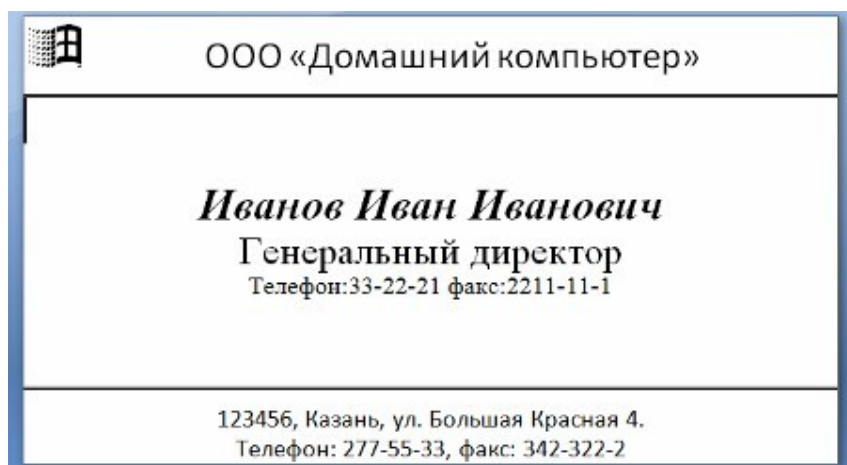 ООО «Домашний компьютер»
Иванов Иван Иванович
Генеральный директор
Телефон:33-22-21 факс:2211-11-1
123456, Казань, ул. Большая Красная 4.
Телефон: 277-55-33, факс: 342-322-2